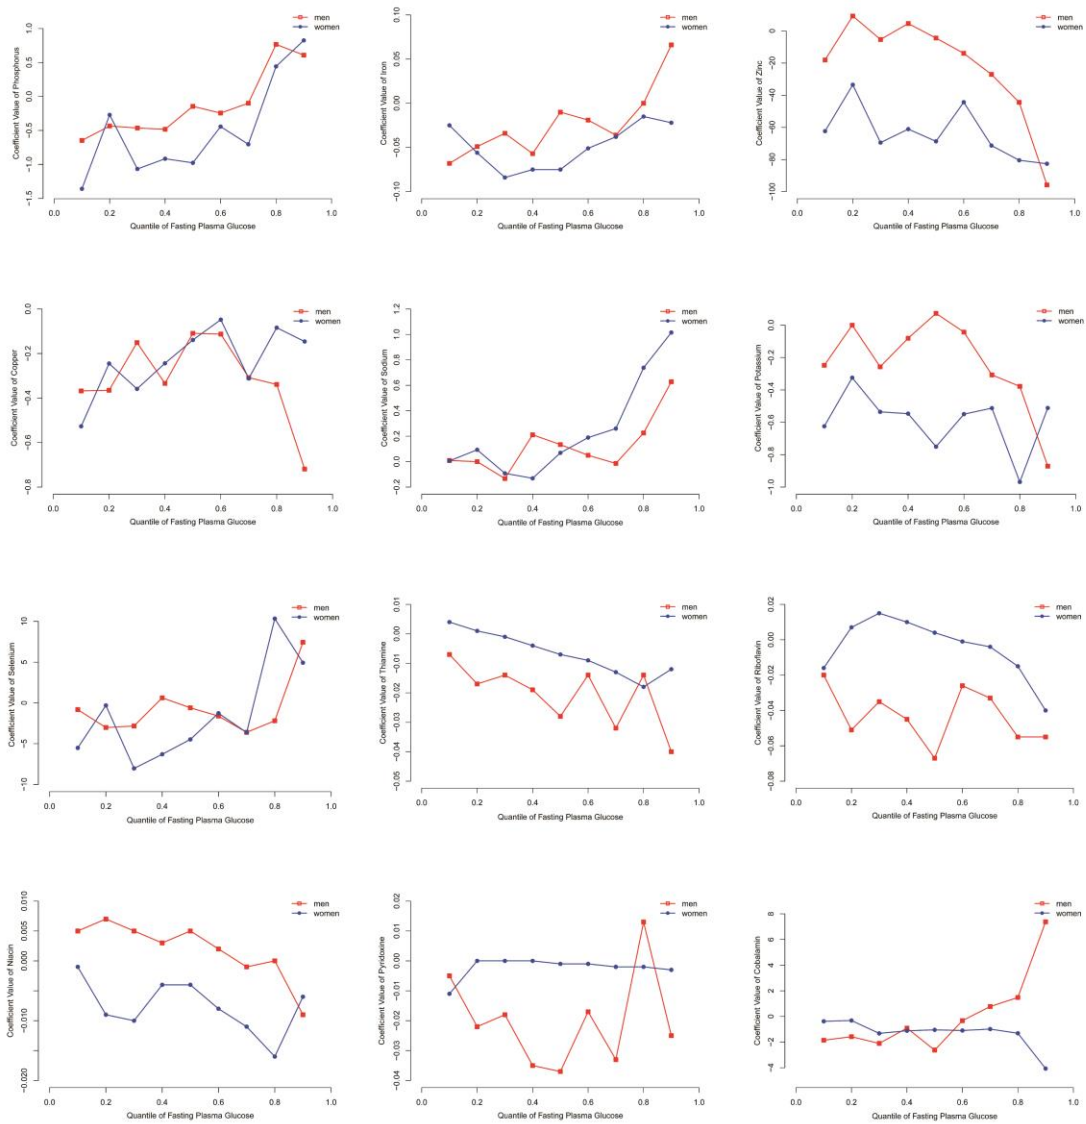 men
women
Coefficient Value of Phosphorus
1.0
0.5
0.0
−0.5
−1.0
−1.5
0.0 0.2 0.4 0.6 0.8 1.0
Quantile of Fasting Plasma Glucose
men
women
Coefficient Value of Iron
0.10
0.05
0.00
−0.05
−0.10
0.0 0.2 0.4 0.6 0.8 1.0
Quantile of Fasting Plasma Glucose
men
women
Coefficient Value of Zinc
0
−20
−40
−60
−80
−100
0.0 0.2 0.4 0.6 0.8 1.0
Quantile of Fasting Plasma Glucose
men
women
Coefficient Value of Copper
0.0
−0.2
−0.4
−0.6
−0.8
0.0 0.2 0.4 0.6 0.8 1.0
Quantile of Fasting Plasma Glucose
men
women
Coefficient Value of Sodium
1.2
1.0
0.8
0.6
0.4
0.2
0.0
−0.2
0.0 0.2 0.4 0.6 0.8 1.0
Quantile of Fasting Plasma Glucose
men
women
Coefficient Value of Potassium
0.0
−0.2
−0.4
−0.6
−0.8
−1.0
0.0 0.2 0.4 0.6 0.8 1.0
Quantile of Fasting Plasma Glucose
men
women
Coefficient Value of Selenium
10
5
0
−5
−10
0.0 0.2 0.4 0.6 0.8 1.0
Quantile of Fasting Plasma Glucose
men
women
Coefficient Value of Thiamine
0.01
0.00
−0.01
−0.02
−0.03
−0.04
−0.05
0.0 0.2 0.4 0.6 0.8 1.0
Quantile of Fasting Plasma Glucose
men
women
Coefficient Value of Riboflavin
0.02
0.00
−0.02
−0.04
−0.06
−0.08
0.0 0.2 0.4 0.6 0.8 1.0
Quantile of Fasting Plasma Glucose
men
women
Coefficient Value of Niacin
0.010
0.005
0.000
−0.010
−0.020
0.0 0.2 0.4 0.6 0.8 1.0
Quantile of Fasting Plasma Glucose
men
women
Coefficient Value of Pyridoxine
0.02
0.01
0.00
−0.01
−0.02
−0.03
−0.04
0.0 0.2 0.4 0.6 0.8 1.0
Quantile of Fasting Plasma Glucose
men
women
Coefficient Value of Cobalamin
8
6
4
2
0
−2
−4
0.0 0.2 0.4 0.6 0.8 1.0
Quantile of Fasting Plasma Glucose